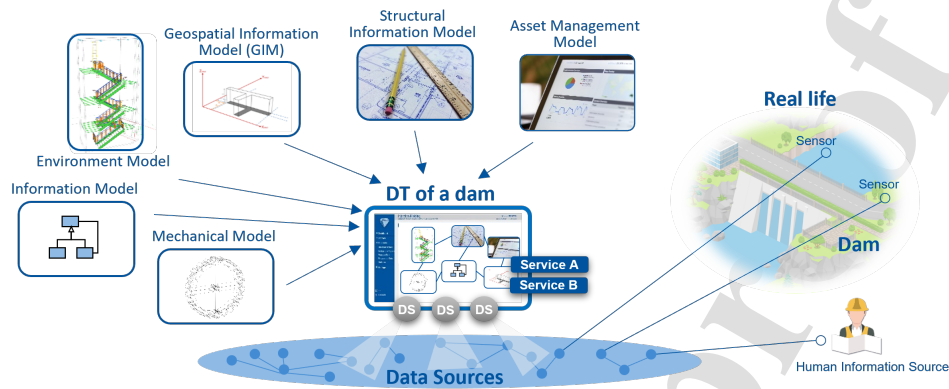 Structural
Information Model
Geospatial Information
Model (GIM)
Asset Management
Model
Environment Model
Information Model
Mechanical Model
DT of a dam
Service A
Service B
DS
DS
DS
Data Sources
Real life
Sensor
Sensor
Dam
Human Information Source